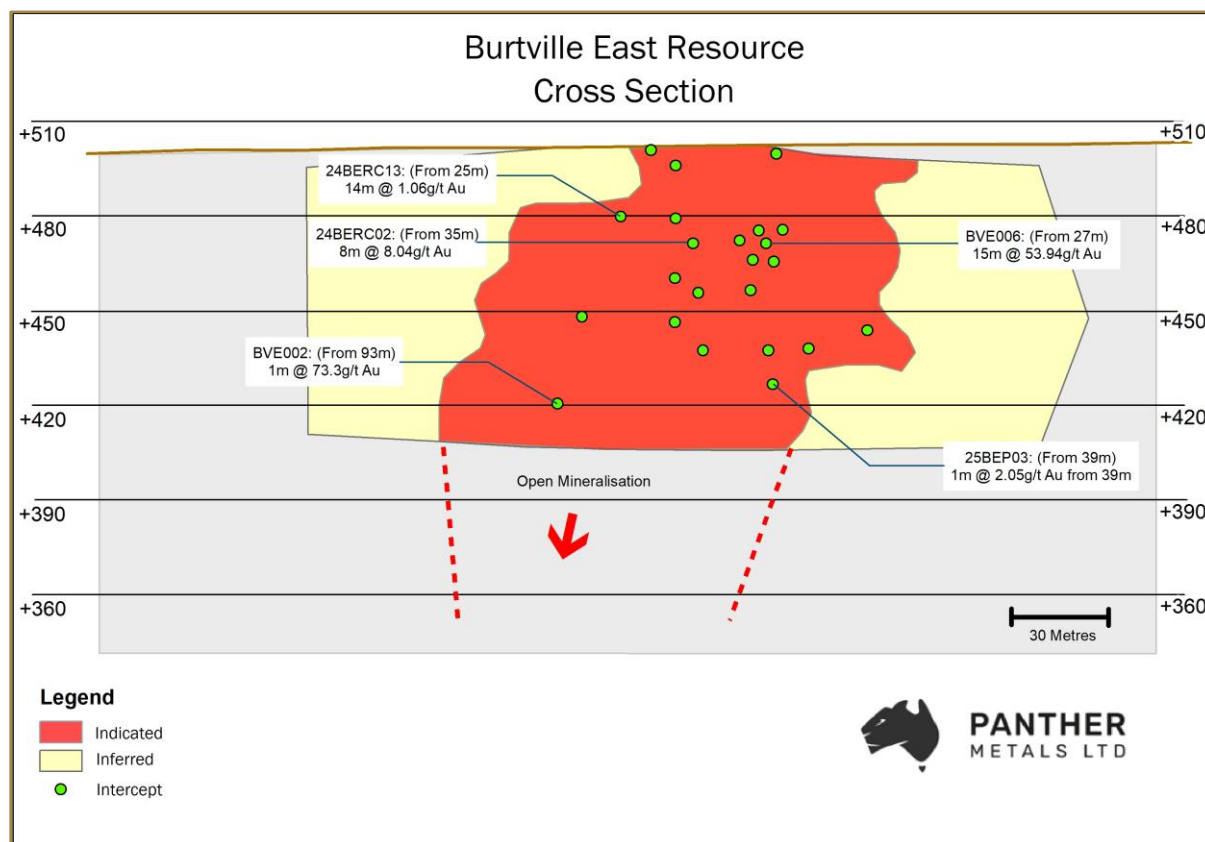 Burtville East Resource
Cross Section
+510
+510
24BERC13: (From 25m)
14m @ 1.06g/t Au
+480
+480
24BERC02: (From 35m)
8m @ 8.04g/t Au
BVE006: (From 27m)
15m @ 53.94g/t Au
+450
+450
BVE002: (From 93m)
1m @ 73.3g/t Au
+420
+420
25BEP03: (From 39m)
1m @ 2.05g/t Au from 39m
Open Mineralisation
+390
+390
+360
+360
30 Metres
Legend
Indicated
Inferred
Intercept
PANTHER
METALS LTD